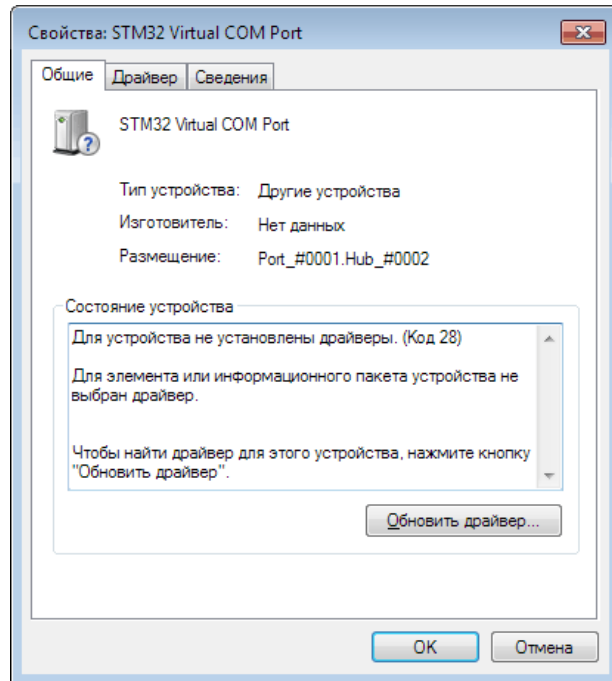 Свойства: STM32 Virtual COM Port
Общие Драйвер Сведения
STM32 Virtual COM Port
Тип устройства: Другие устройства
Изготовитель: Нет данных
Размещение: Port_#0001.Hub_#0002
Состояние устройства
Для устройства не установлены драйверы. (Код 28)
Для элемента или информационного пакета устройства не
выбран драйвер.
Чтобы найти драйвер для этого устройства, нажмите кнопку
"Обновить драйвер".
Обновить драйвер...
OK Отмена